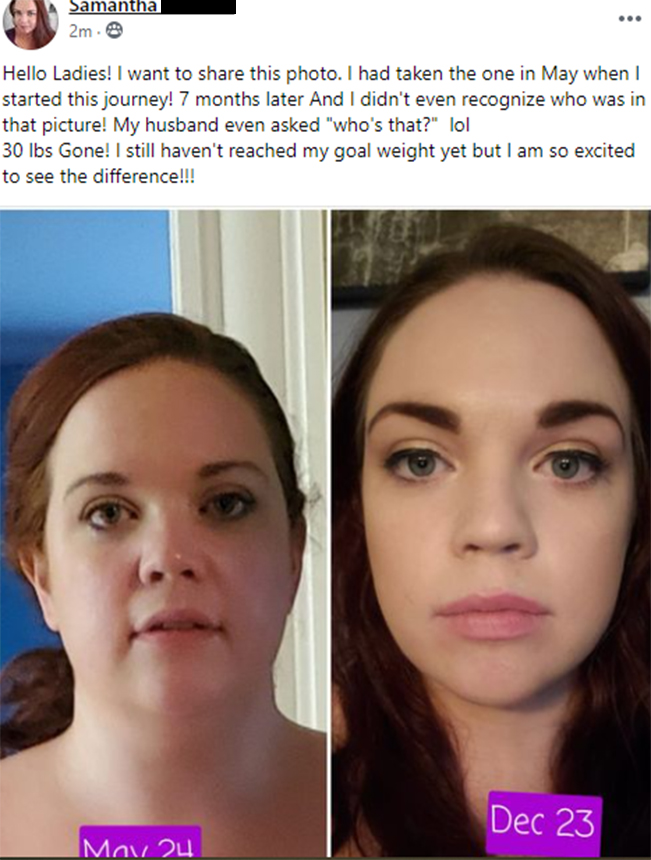 Samantha
2m ·
Hello Ladies! I want to share this photo. I had taken the one in May when I
started this journey! 7 months later And I didn't even recognize who was in
that picture! My husband even asked "who's that?" lol
30 lbs Gone! I still haven't reached my goal weight yet but I am so excited
to see the difference!!!
May 24
Dec 23